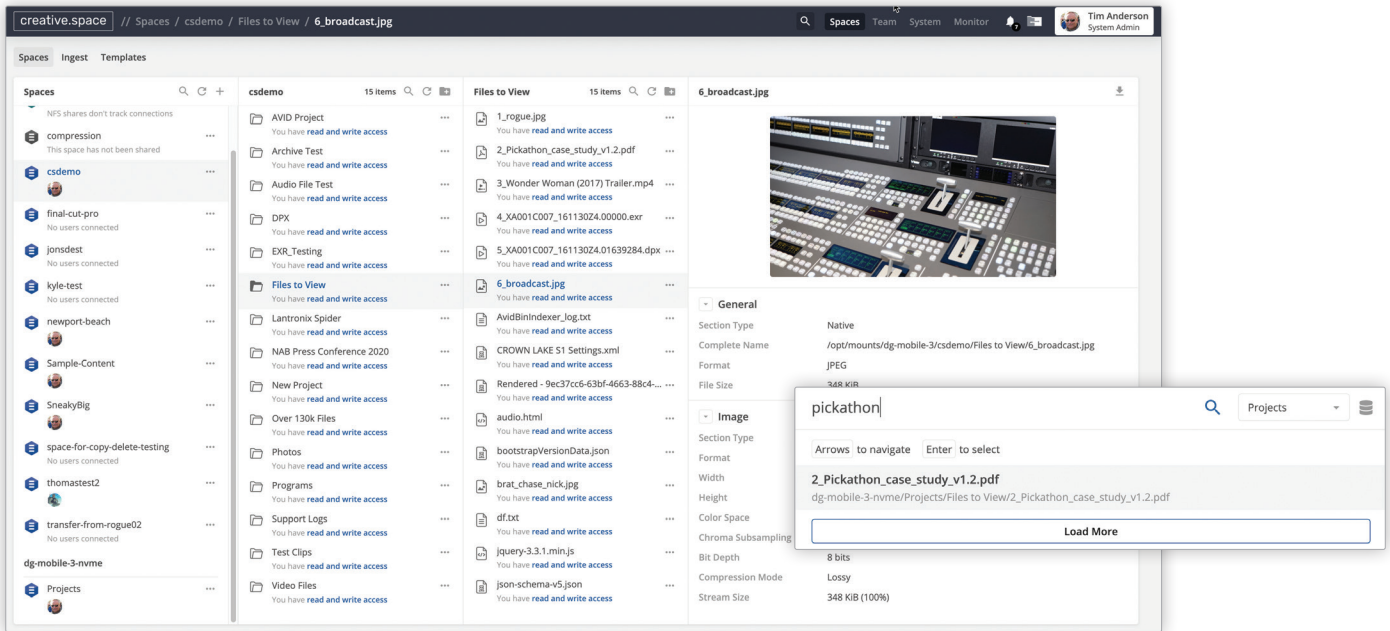 creative.space // Spaces / csdemo / Files to View / 6_broadcast.jpg
Spaces Team System Monitor 7 Tim Anderson
System Admin
Spaces Ingest Templates
Spaces
NFS shares don't track connections
compression
This space has not been shared
csdemo
final-cut-pro
No users connected
jonsdest
No users connected
kyle-test
No users connected
newport-beach
Sample-Content
SneakyBig
space-for-copy-delete-testing
No users connected
thomastest2
transfer-from-rogue02
No users connected
dg-mobile-3-nvme
Projects
csdemo 15 items
AVID Project
You have read and write access
Archive Test
You have read and write access
Audio File Test
You have read and write access
DPX
You have read and write access
EXR_Testing
You have read and write access
Files to View
You have read and write access
Lantronix Spider
You have read and write access
NAB Press Conference 2020
You have read and write access
New Project
You have read and write access
Over 130k Files
You have read and write access
Photos
You have read and write access
Programs
You have read and write access
Support Logs
You have read and write access
Test Clips
You have read and write access
Video Files
You have read and write access
Files to View 15 items
1_rogue.jpg
You have read and write access
2_Pickathon_case_study_v1.2.pdf
You have read and write access
3_Wonder Woman (2017) Trailer.mp4
You have read and write access
4_XA001C007_161130Z4.00000.exr
You have read and write access
5_XA001C007_161130Z4.01639284.dpx
You have read and write access
6_broadcast.jpg
You have read and write access
AvidBinIndexer_log.txt
You have read and write access
CROWN LAKE S1 Settings.xml
You have read and write access
Rendered - 9ec37cc6-63bf-4663-88c4-...
You have read and write access
audio.html
You have read and write access
bootstrapVersionData.json
You have read and write access
brat_chase_nick.jpg
You have read and write access
df.txt
You have read and write access
jquery-3.3.1.min.js
You have read and write access
json-schema-v5.json
You have read and write access
6_broadcast.jpg
General
Section Type Native
Complete Name /opt/mounts/dg-mobile-3/csdemo/Files to View/6_broadcast.jpg
Format JPEG
File Size 348 KiB
Image
Section Type
Format
Width
Height
Color Space
Chroma Subsampling
Bit Depth 8 bits
Compression Mode Lossy
Stream Size 348 KiB (100%)
pickathon Projects
Arrows to navigate Enter to select
2_Pickathon_case_study_v1.2.pdf
dg-mobile-3-nvme/Projects/Files to View/2_Pickathon_case_study_v1.2.pdf
Load More